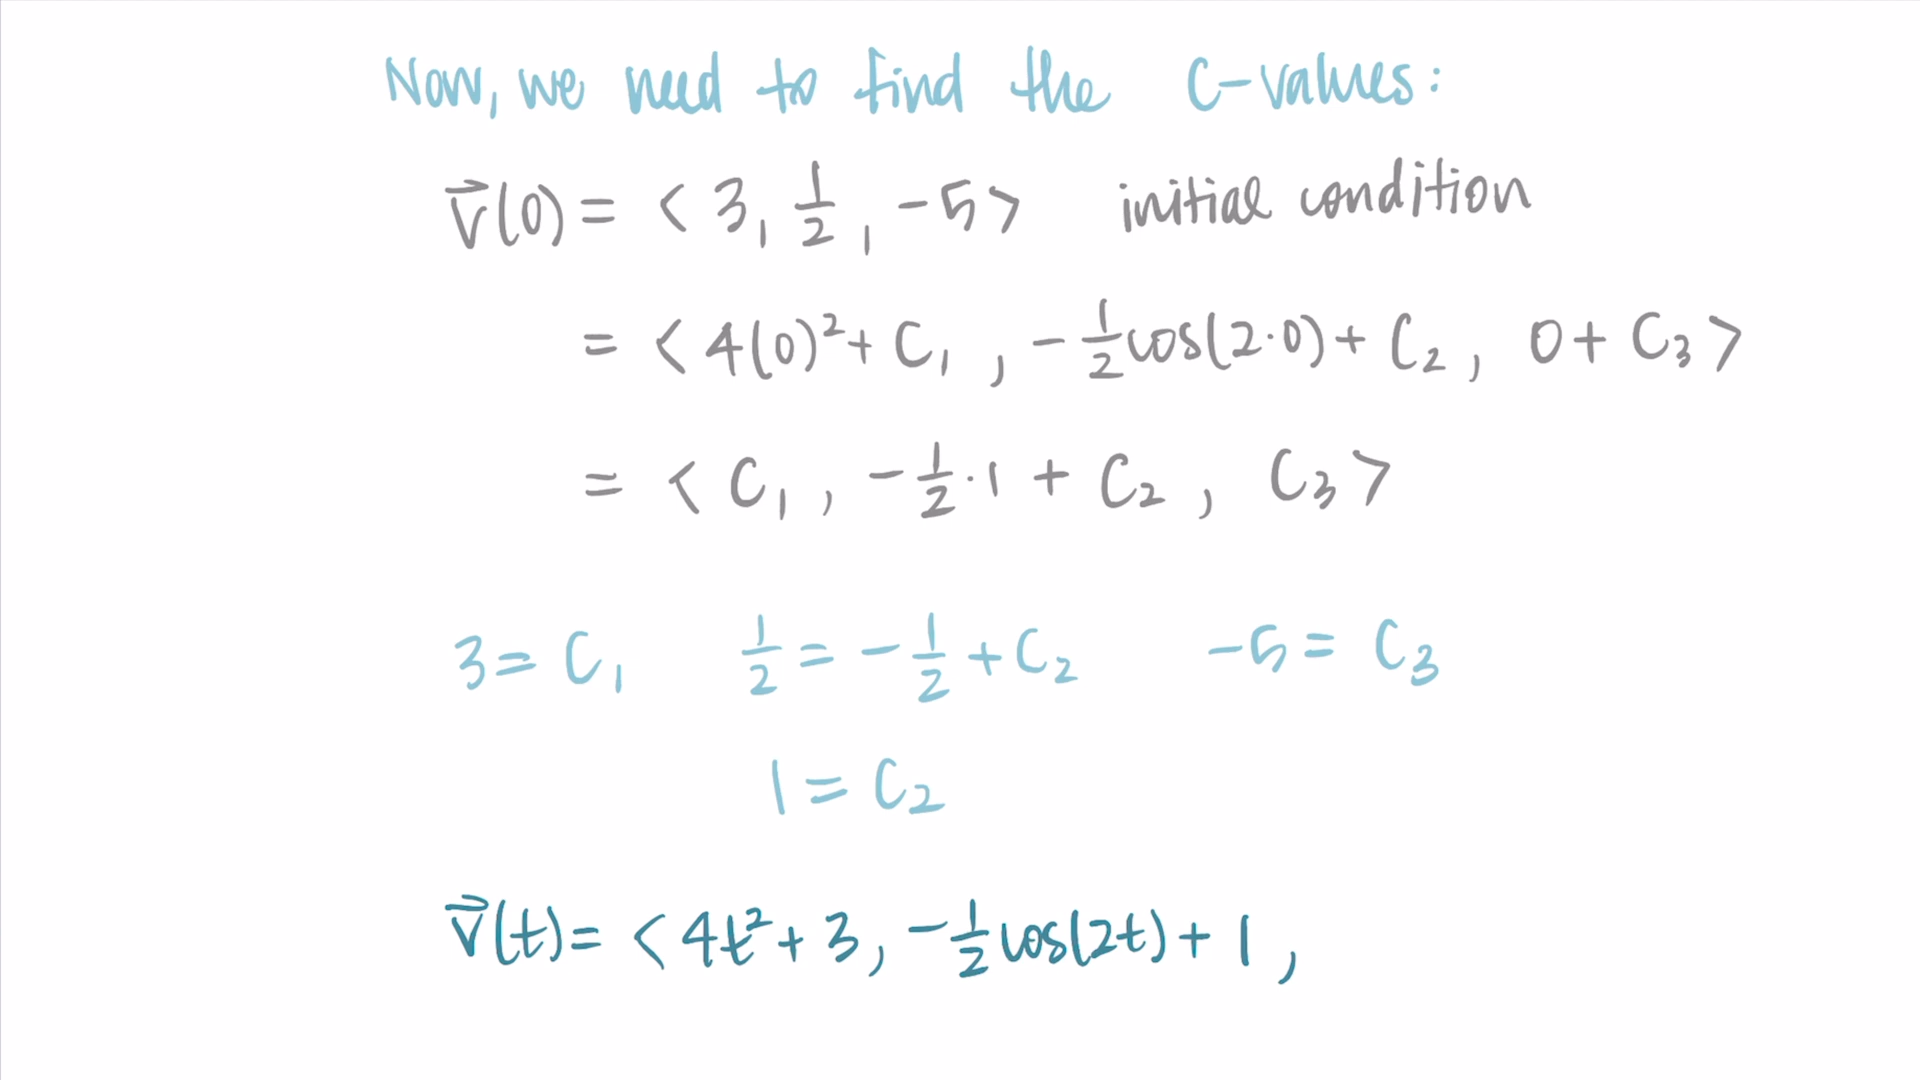 Now, we need to find the C-values:
v⃗(0) = < 3, 1/2, -5 > initial condition
= < 4(0)² + C₁, -1/2 cos(2·0) + C₂, 0 + C₃ >
= < C₁, -1/2 · 1 + C₂, C₃ >
3 = C₁ 1/2 = -1/2 + C₂ -5 = C₃
1 = C₂
v⃗(t) = < 4t² + 3, -1/2 cos(2t) + 1,